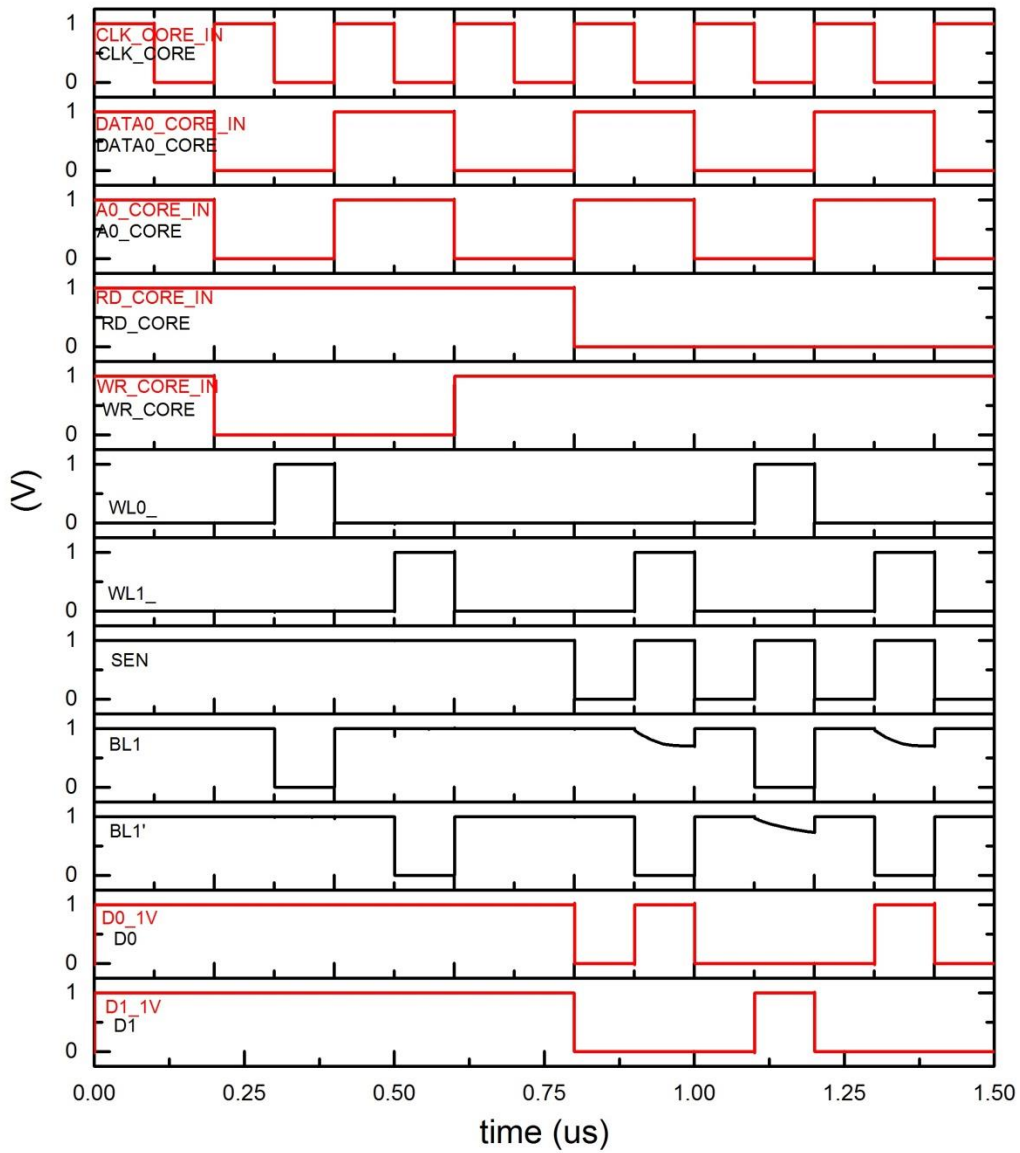 1
CLK_CORE_IN
CLK_CORE
0
1
DATA0_CORE_IN
DATA0_CORE
0
1
A0_CORE_IN
A0_CORE
0
1
RD_CORE_IN
RD_CORE
0
1
WR_CORE_IN
WR_CORE
0
(V)
1
WL0_
0
1
WL1_
0
1
SEN
0
1
BL1
0
1
BL1'
0
1
D0_1V
D0
0
1
D1_1V
D1
0
0.00 0.25 0.50 0.75 1.00 1.25 1.50
time (us)